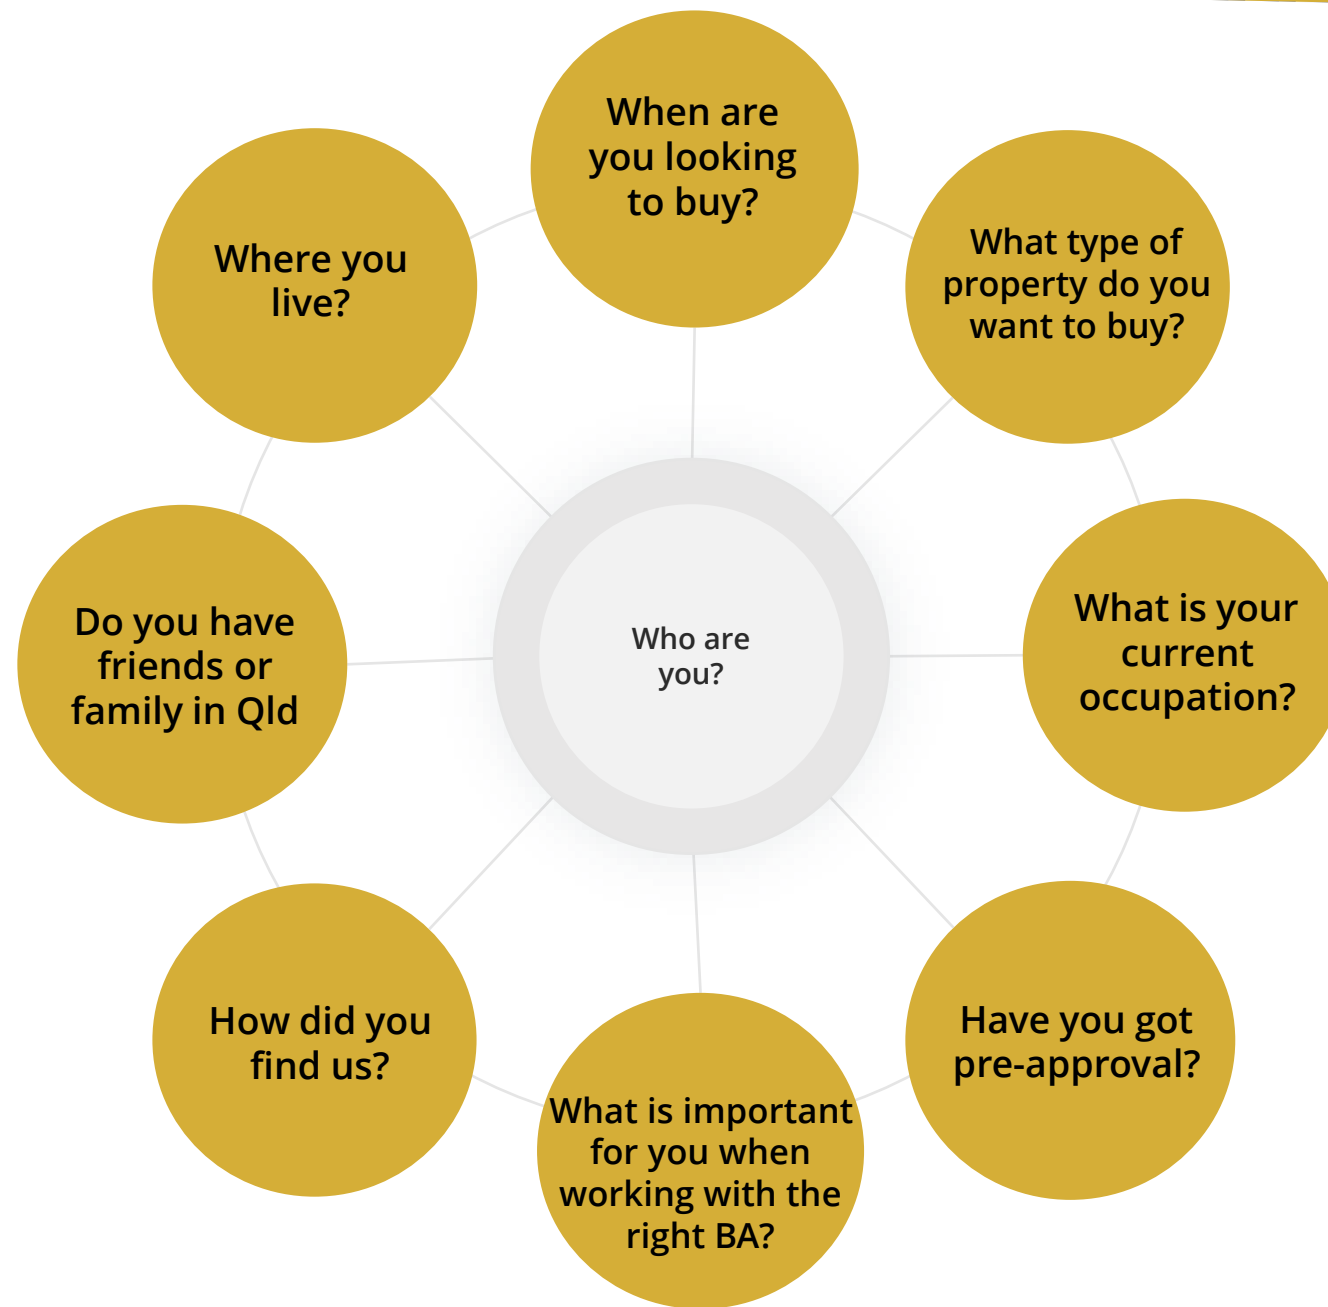 When are
you looking
to buy?
What type of
property do you
want to buy?
Where you
live?
What is your
current
occupation?
Do you have
friends or
family in Qld
Who are
you?
Have you got
pre-approval?
How did you
find us?
What is important
for you when
working with the
right BA?